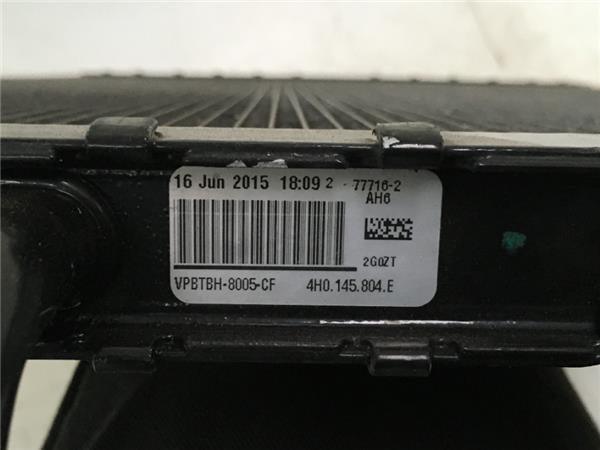 16 Jun 2015 18:09 2 - 77716-2
AH6
2G0ZT
VPBTBH-8005-CF 4H0.145.804.E